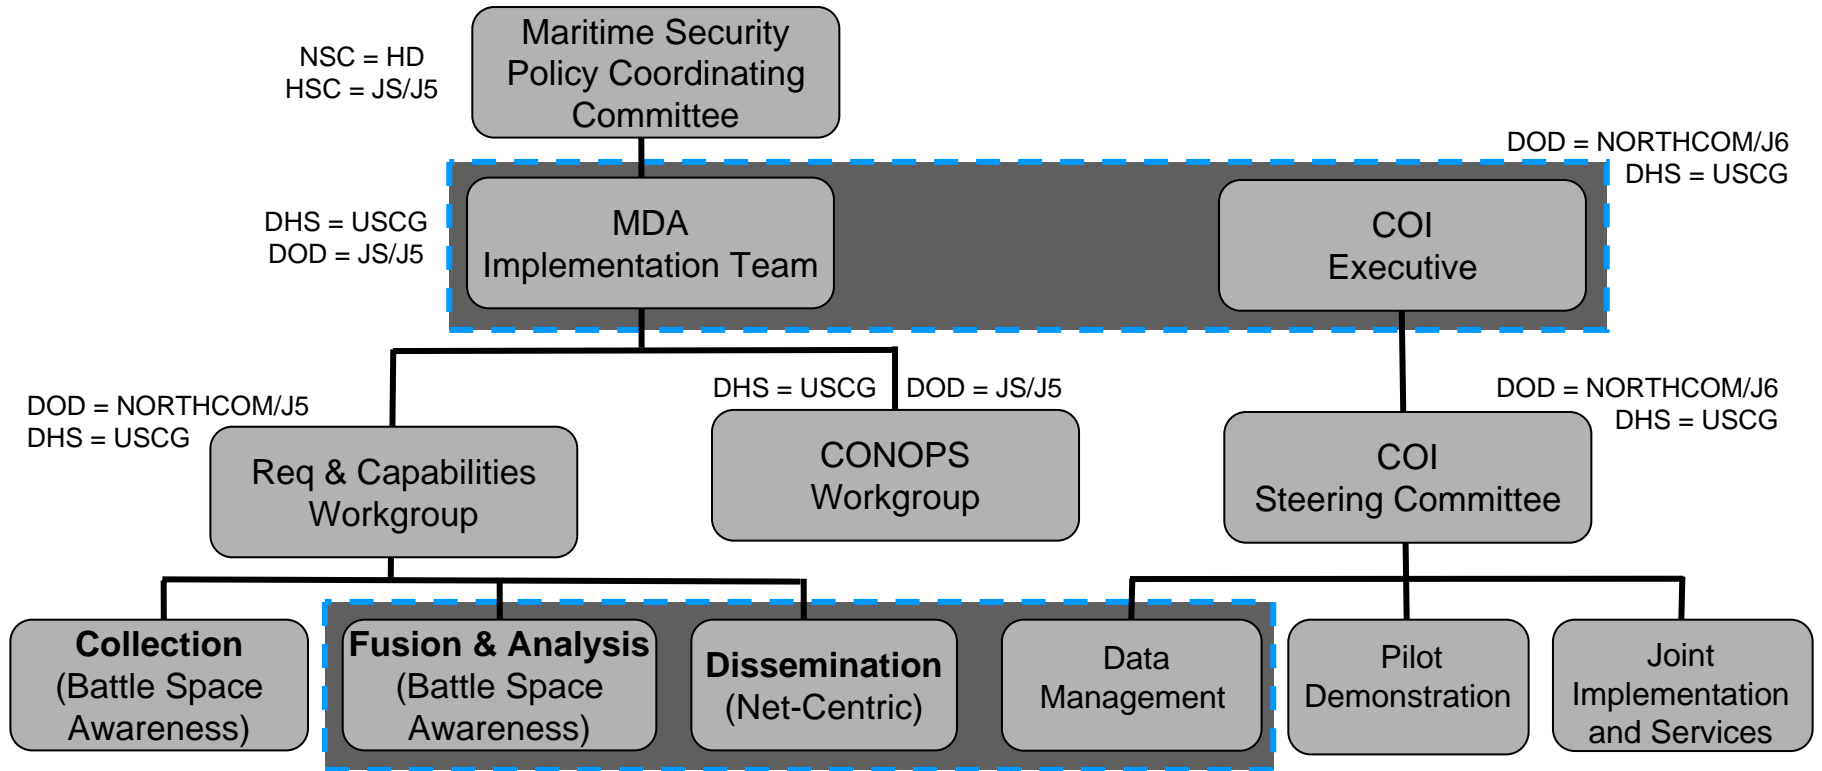 Maritime Security
Policy Coordinating
Committee
NSC = HD
HSC = JS/J5
DOD = NORTHCOM/J6
DHS = USCG
DHS = USCG
DOD = JS/J5
MDA
Implementation Team
COI
Executive
DOD = NORTHCOM/J5
DHS = USCG
DHS = USCG
DOD = JS/J5
DOD = NORTHCOM/J6
DHS = USCG
Req & Capabilities
Workgroup
CONOPS
Workgroup
COI
Steering Committee
Collection
(Battle Space
Awareness)
Fusion & Analysis
(Battle Space
Awareness)
Dissemination
(Net-Centric)
Data
Management
Pilot
Demonstration
Joint
Implementation
and Services